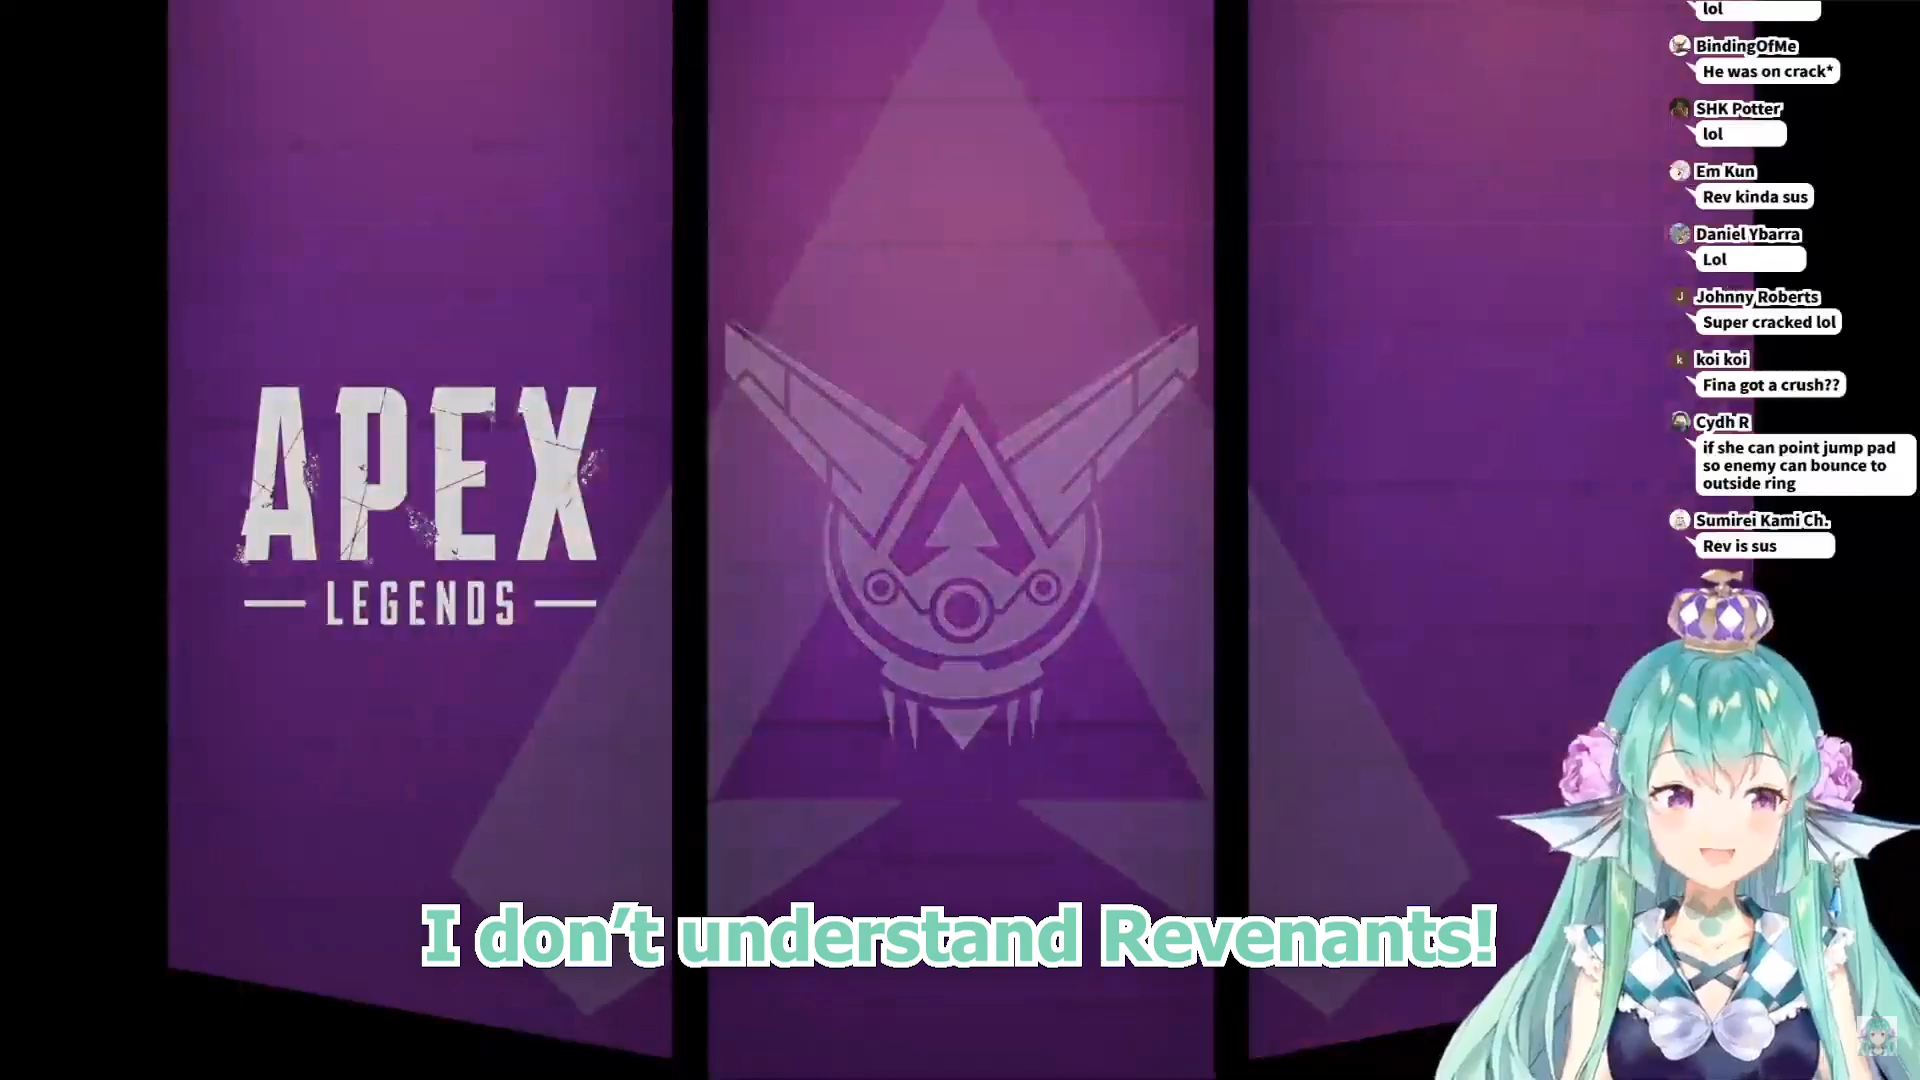 APEX
LEGENDS
lol
BindingOfMe
He was on crack*
SHK Potter
lol
Em Kun
Rev kinda sus
Daniel Ybarra
Lol
J
Johnny Roberts
Super cracked lol
k
koi koi
Fina got a crush??
Cydh R
if she can point jump pad
so enemy can bounce to
outside ring
Sumirei Kami Ch.
Rev is sus
I don't understand Revenants!